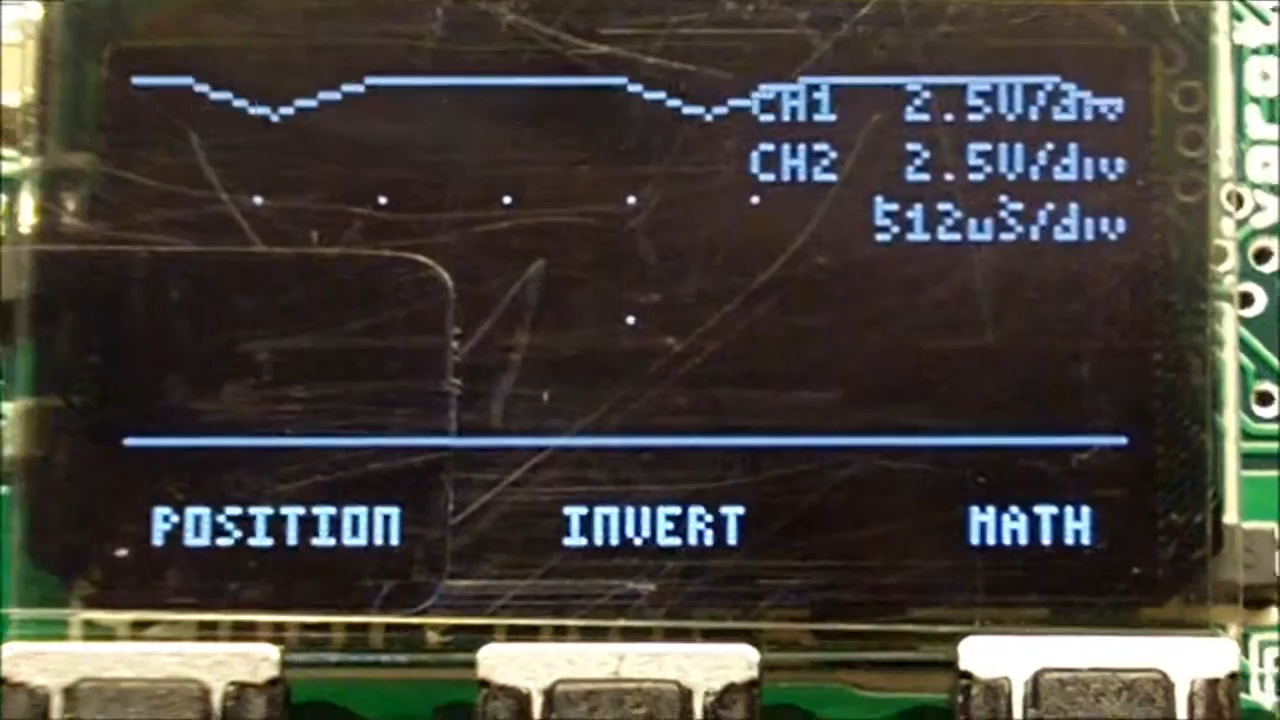 CH1 2.5V/div
CH2 2.5V/div
512uS/div
POSITION INVERT MATH